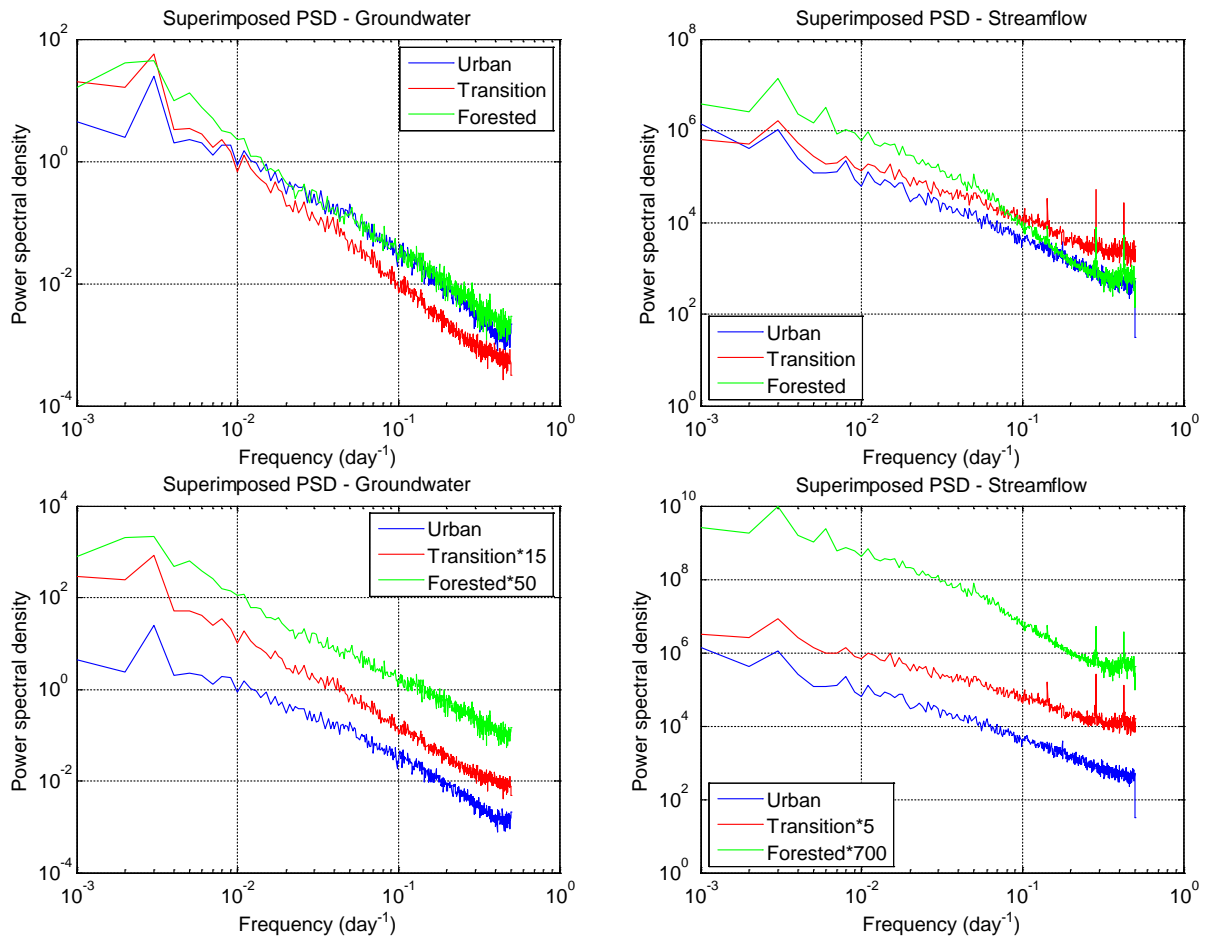 Superimposed PSD - Groundwater
10^2
10^0
10^-2
10^-4
Power spectral density
Urban
Transition
Forested
10^-3
10^-2
10^-1
10^0
Frequency (day^-1)
Superimposed PSD - Streamflow
10^8
10^6
10^4
10^2
10^0
Power spectral density
Urban
Transition
Forested
10^-3
10^-2
10^-1
10^0
Frequency (day^-1)
Superimposed PSD - Groundwater
10^4
10^2
10^0
10^-2
10^-4
Power spectral density
Urban
Transition*15
Forested*50
10^-3
10^-2
10^-1
10^0
Frequency (day^-1)
Superimposed PSD - Streamflow
10^10
10^8
10^6
10^4
10^2
10^0
Power spectral density
Urban
Transition*5
Forested*700
10^-3
10^-2
10^-1
10^0
Frequency (day^-1)